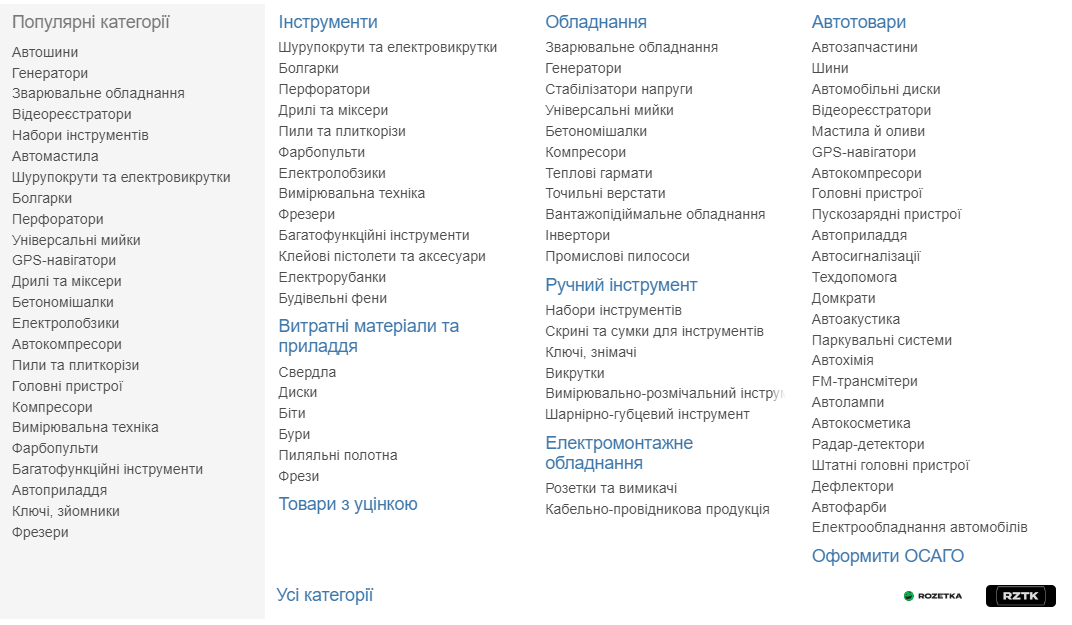 Популярні категорії
Автошини
Генератори
Зварювальне обладнання
Відеореєстратори
Набори інструментів
Автомастила
Шурупокрути та електровикрутки
Болгарки
Перфоратори
Універсальні мийки
GPS-навігатори
Дрилі та міксери
Бетономішалки
Електролобзики
Автокомпресори
Пили та плиткорізи
Головні пристрої
Компресори
Вимірювальна техніка
Фарбопульти
Багатофункційні інструменти
Автоприладдя
Ключі, зйомники
Фрезери
Інструменти
Шурупокрути та електровикрутки
Болгарки
Перфоратори
Дрилі та міксери
Пили та плиткорізи
Фарбопульти
Електролобзики
Вимірювальна техніка
Фрезери
Багатофункційні інструменти
Клейові пістолети та аксесуари
Електрорубанки
Будівельні фени
Витратні матеріали та
приладдя
Свердла
Диски
Біти
Бури
Пиляльні полотна
Фрези
Товари з уцінкою
Обладнання
Зварювальне обладнання
Генератори
Стабілізатори напруги
Універсальні мийки
Бетономішалки
Компресори
Теплові гармати
Точильні верстати
Вантажопідіймальне обладнання
Інвертори
Промислові пилососи
Ручний інструмент
Набори інструментів
Скрині та сумки для інструментів
Ключі, знімачі
Викрутки
Вимірювально-розмічальний інстру
Шарнірно-губцевий інструмент
Електромонтажне
обладнання
Розетки та вимикачі
Кабельно-провідникова продукція
Автотовари
Автозапчастини
Шини
Автомобільні диски
Відеореєстратори
Мастила й оливи
GPS-навігатори
Автокомпресори
Головні пристрої
Пускозарядні пристрої
Автоприладдя
Автосигналізації
Техдопомога
Домкрати
Автоакустика
Паркувальні системи
Автохімія
FM-трансмітери
Автолампи
Автокосметика
Радар-детектори
Штатні головні пристрої
Дефлектори
Автофарби
Електрообладнання автомобілів
Оформити ОСАГО
Усі категорії
ROZETKA
RZTK